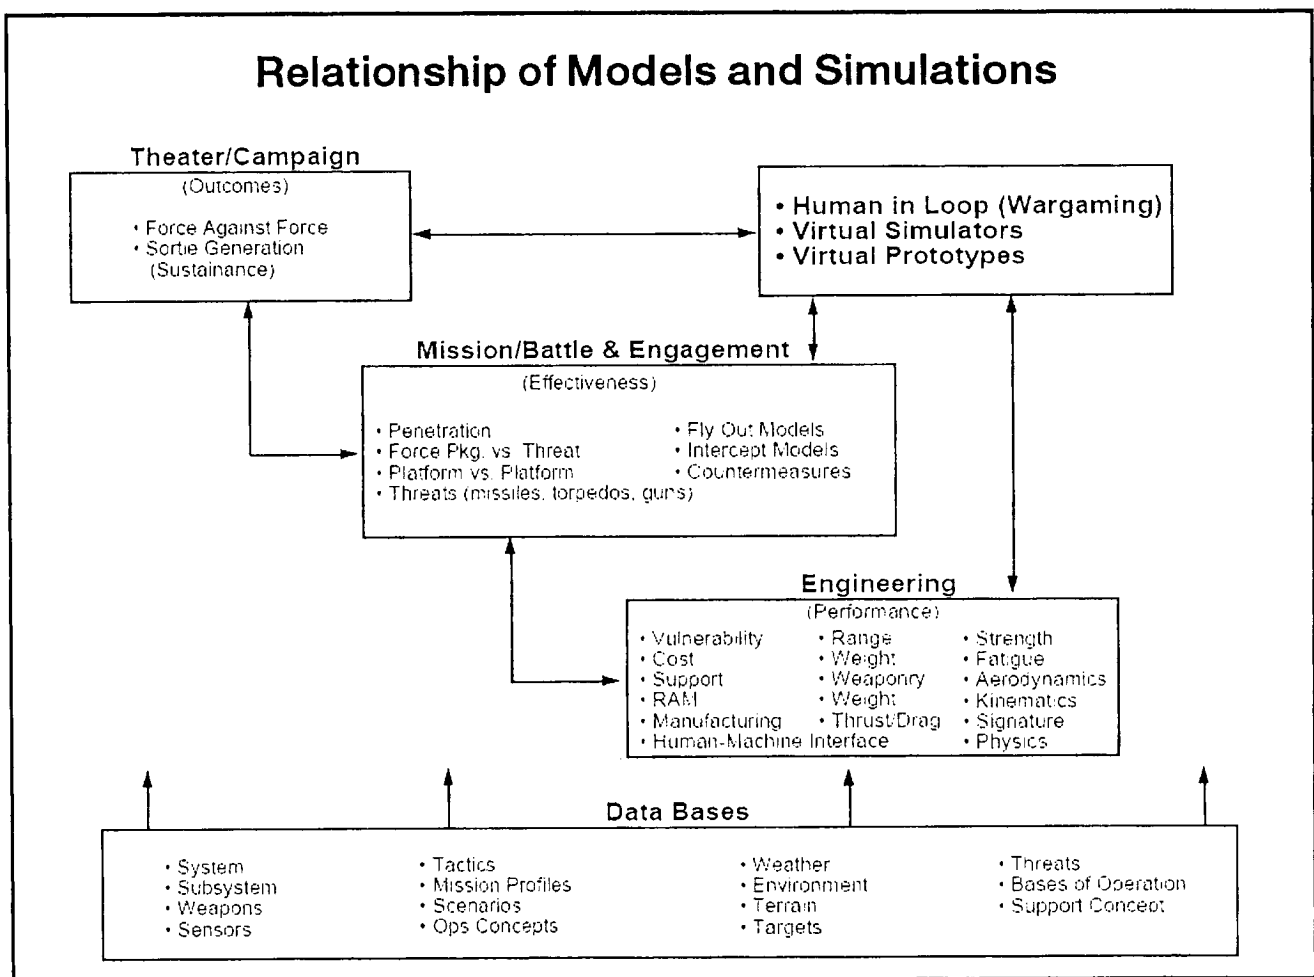 Relationship of Models and Simulations
Theater/Campaign
(Outcomes)
• Force Against Force
• Sortie Generation
(Sustainance)
• Human in Loop (Wargaming)
• Virtual Simulators
• Virtual Prototypes
Mission/Battle & Engagement
(Effectiveness)
• Penetration
• Force Pkg. vs. Threat
• Platform vs. Platform
• Threats (missiles, torpedos, guns)
• Fly Out Models
• Intercept Models
• Countermeasures
Engineering
(Performance)
• Vulnerability
• Cost
• Support
• RAM
• Manufacturing
• Human-Machine Interface
• Range
• Weight
• Weaponry
• Weight
• Thrust/Drag
• Strength
• Fatigue
• Aerodynamics
• Kinematics
• Signature
• Physics
Data Bases
• System
• Subsystem
• Weapons
• Sensors
• Tactics
• Mission Profiles
• Scenarios
• Ops Concepts
• Weather
• Environment
• Terrain
• Targets
• Threats
• Bases of Operation
• Support Concept